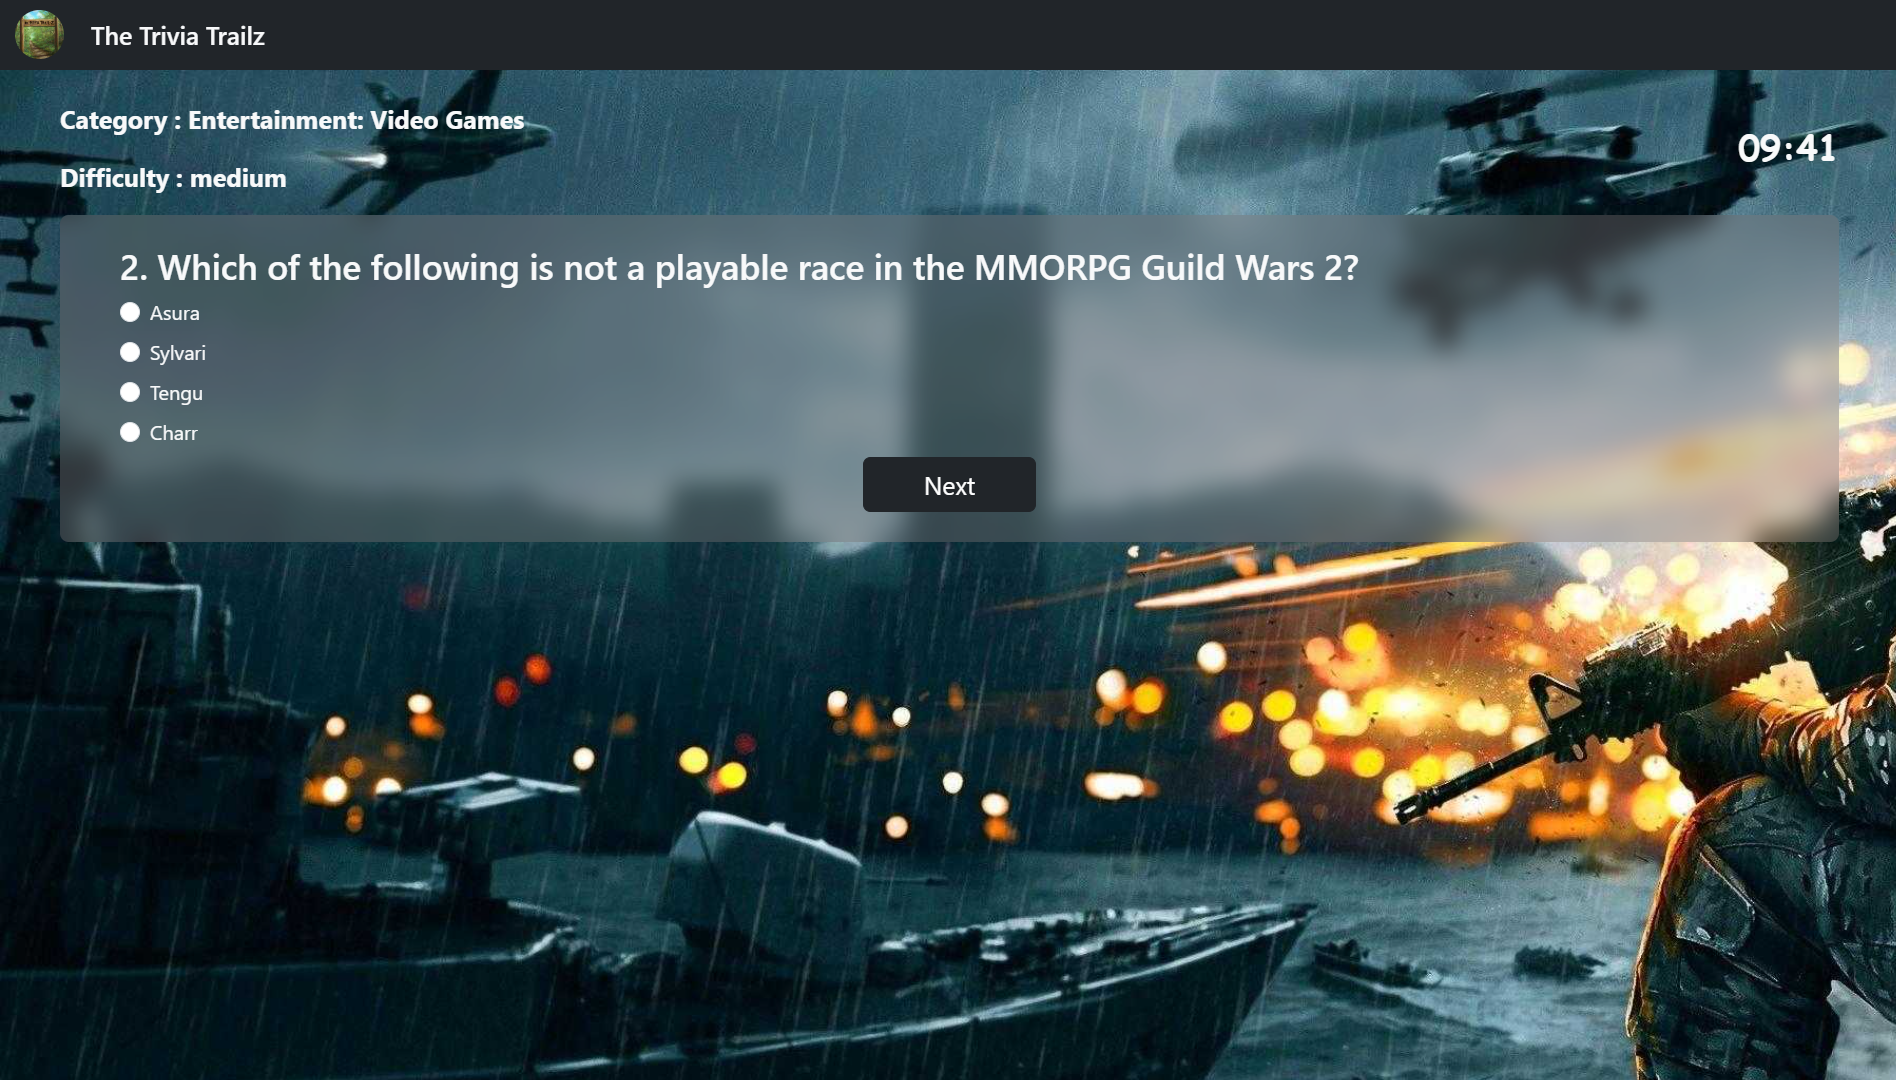 The Trivia Trailz
Category : Entertainment: Video Games
09:41
Difficulty : medium
2. Which of the following is not a playable race in the MMORPG Guild Wars 2?
Asura
Sylvari
Tengu
Charr
Next